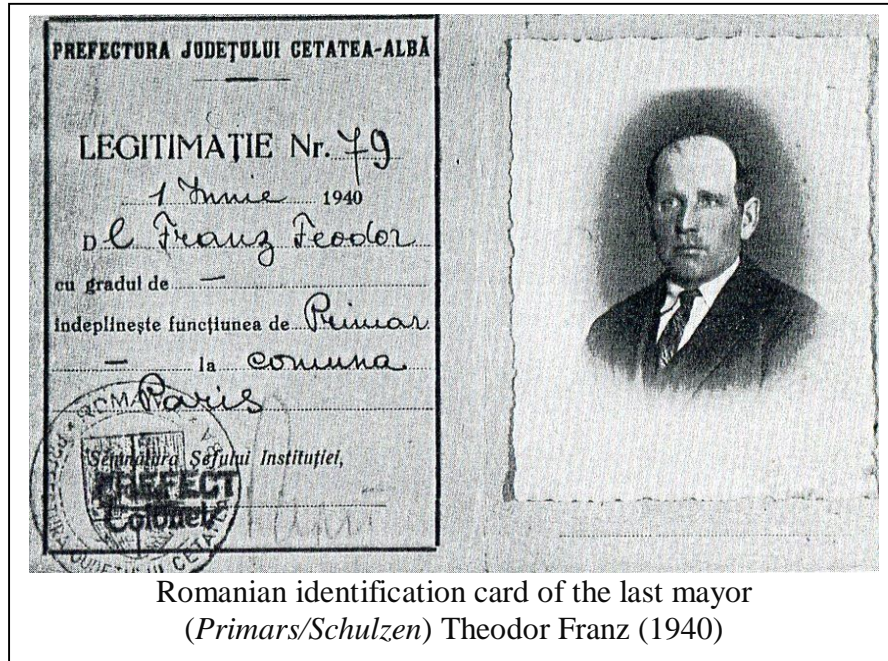 PREFECTURA JUDEȚULUI CETATEA-ALBĂ
LEGITIMAȚIE Nr. 79
1 Iunie 1940
D l Franz Feodor
cu gradul de —
îndeplinește funcțiunea de Primar
— la comuna
Paris
Semnătura Șefului Instituției,
PREFECT
Colonel
Romanian identification card of the last mayor
(Primars/Schulzen) Theodor Franz (1940)